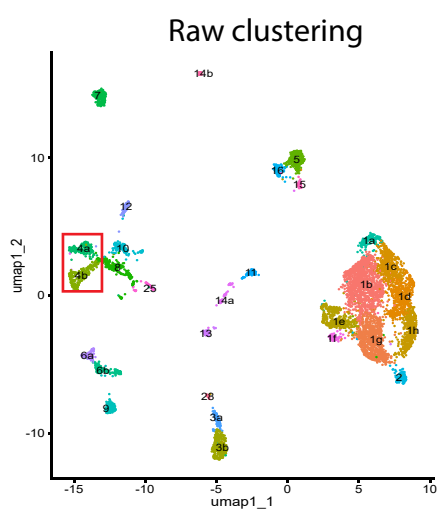 Raw clustering
14b
7
10
5
16
15
12
1a
4a
10
1c
8
4b
11
1b
25
14a
1d
0
1e
13
1f
1g
1h
6a
6b
2
28
9
3a
3b
-10
-15
-10
-5
0
5
10
umap1_1
umap1_2